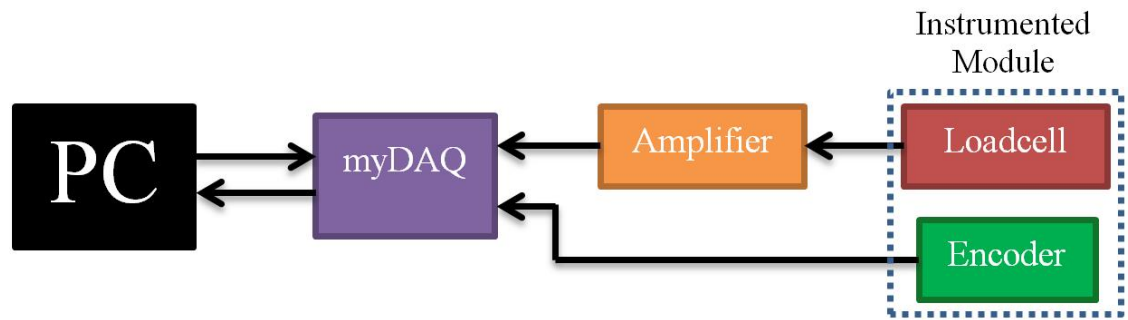 Instrumented
Module
PC
myDAQ
Amplifier
Loadcell
Encoder